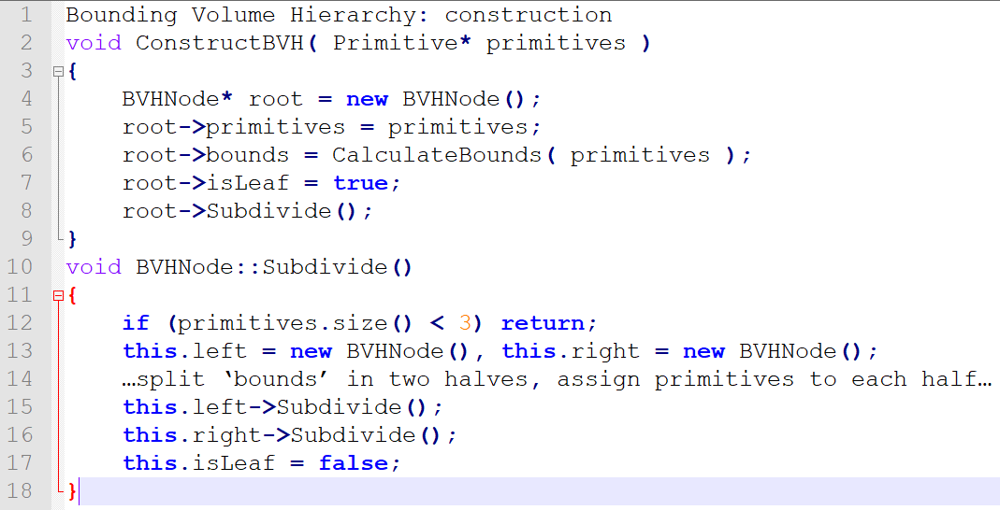 1 Bounding Volume Hierarchy: construction
2 void ConstructBVH( Primitive* primitives )
3 {
4 BVHNode* root = new BVHNode();
5 root->primitives = primitives;
6 root->bounds = CalculateBounds( primitives );
7 root->isLeaf = true;
8 root->Subdivide();
9 }
10 void BVHNode::Subdivide()
11 {
12 if (primitives.size() < 3) return;
13 this.left = new BVHNode(), this.right = new BVHNode();
14 …split ‘bounds’ in two halves, assign primitives to each half…
15 this.left->Subdivide();
16 this.right->Subdivide();
17 this.isLeaf = false;
18 }